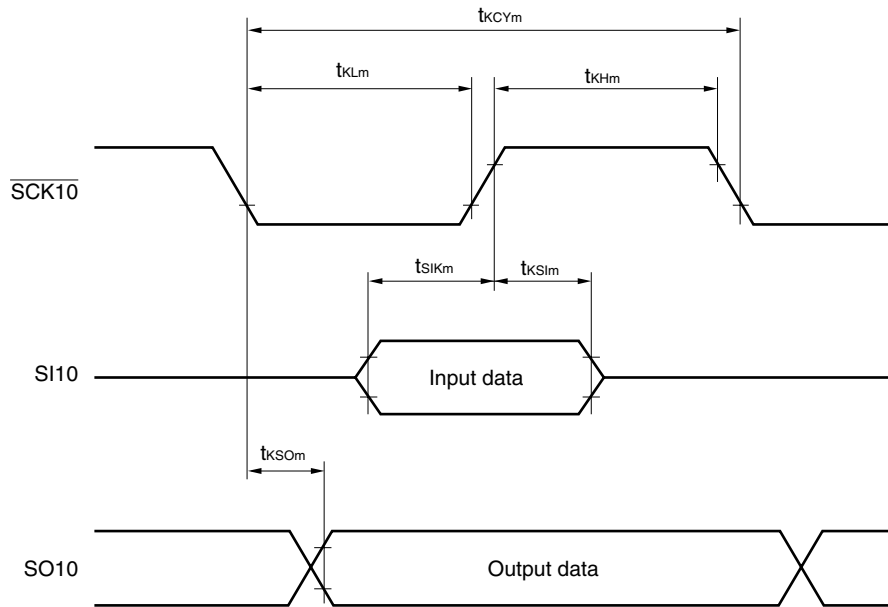 tKCYm
tKLm
tKHm
SCK10
tSIKm
tKSIm
SI10
Input data
tKSOm
SO10
Output data